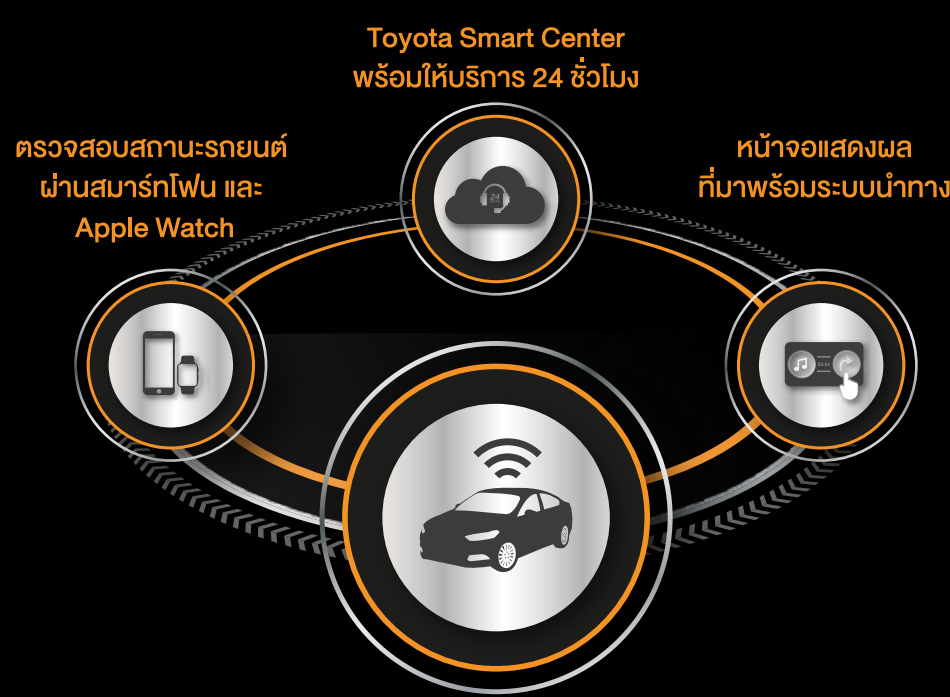 Toyota Smart Center
พร้อมให้บริการ 24 ชั่วโมง
ตรวจสอบสถานะรถยนต์
ผ่านสมาร์ทโฟน และ
Apple Watch
หน้าจอแสดงผล
ที่มาพร้อมระบบนำทาง
24